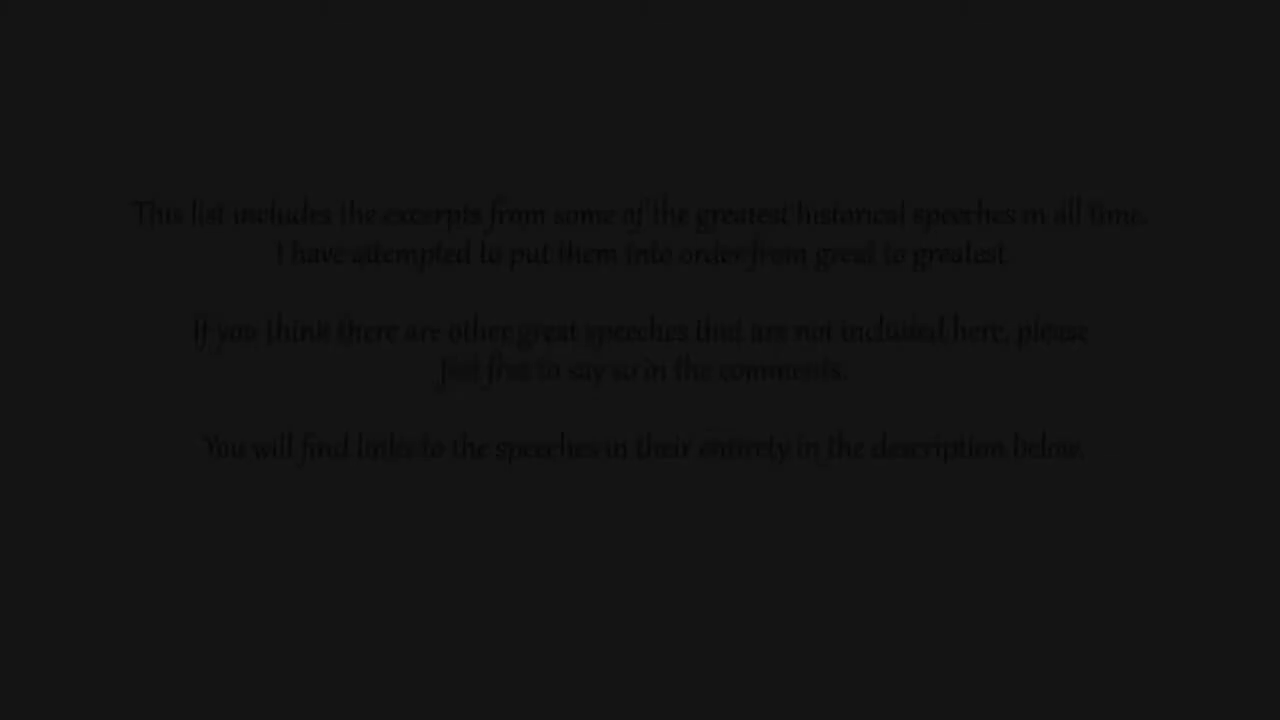 This list includes the excerpts from some of the greatest historical speeches in all time.
I have attempted to put them into order from great to greatest.
If you think there are other great speeches that are not included here, please
feel free to say so in the comments.
You will find links to the speeches in their entirety in the description below.